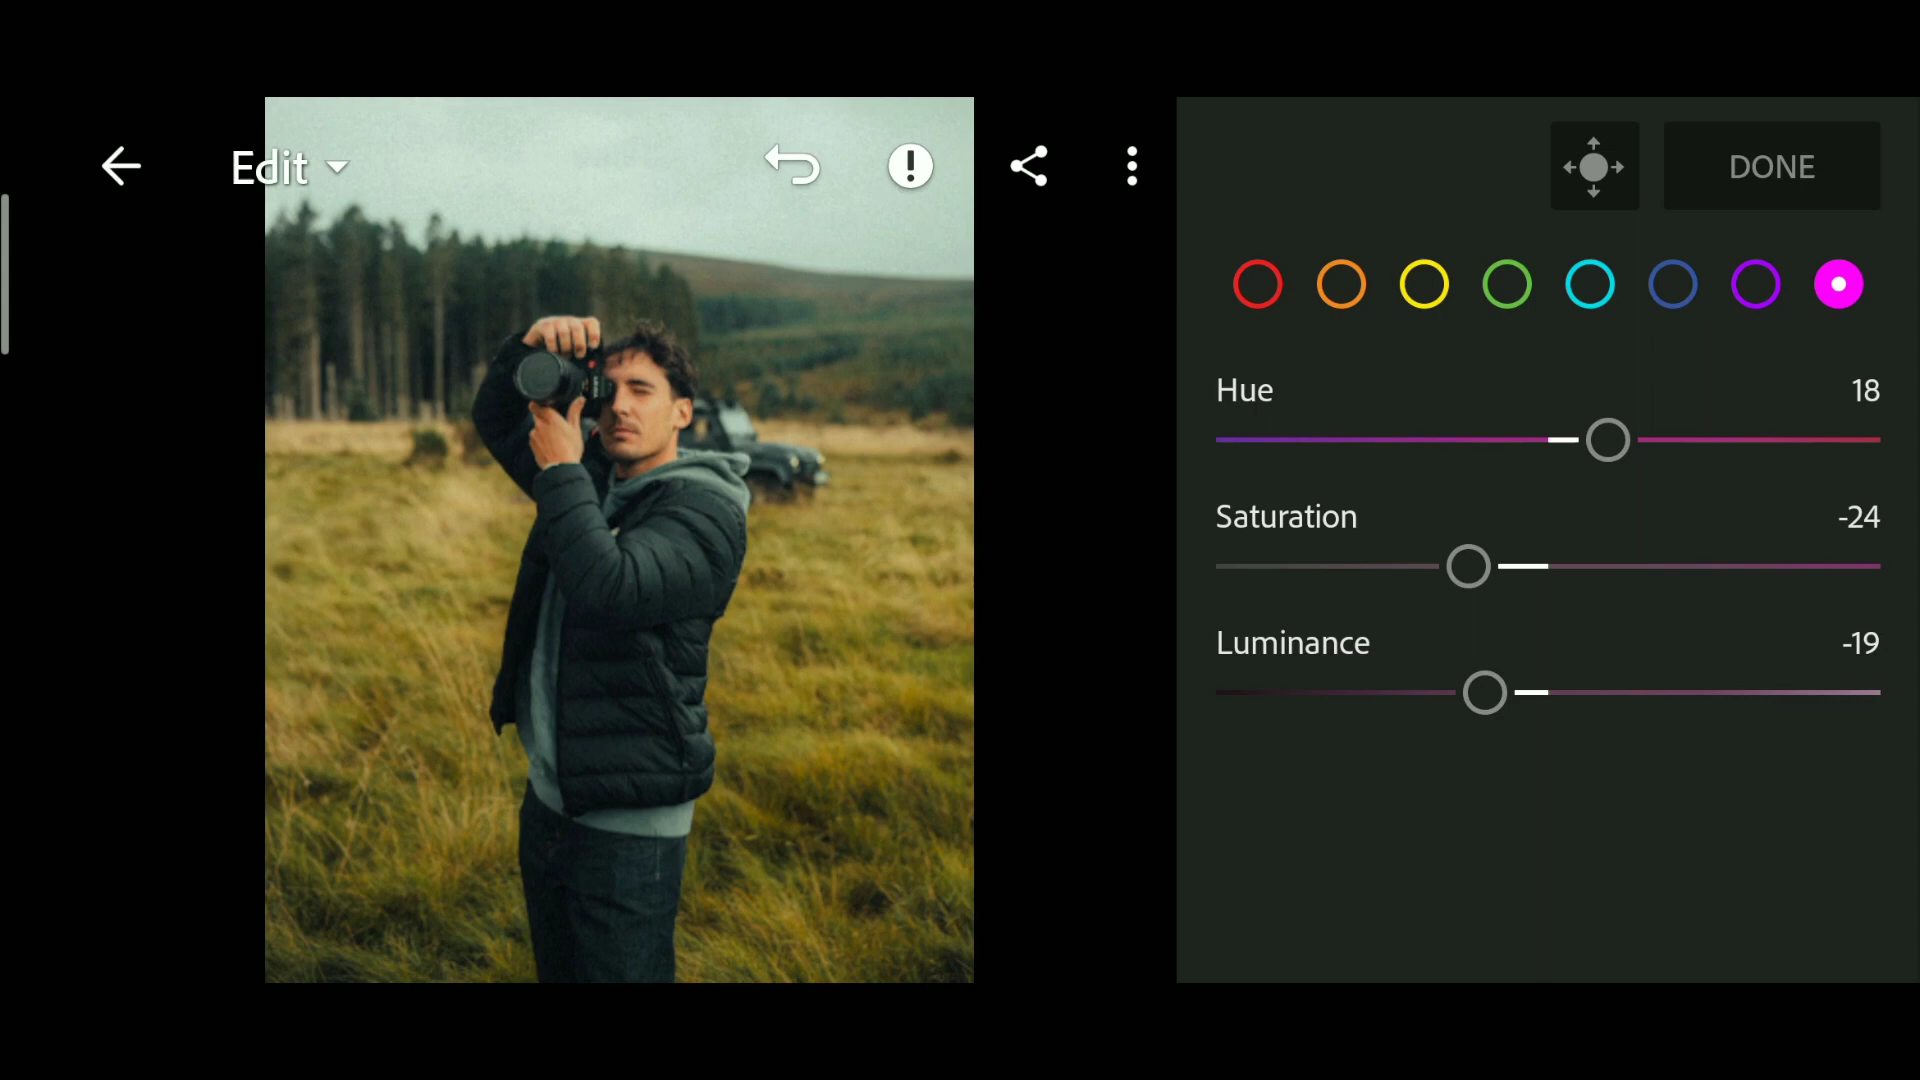 Edit
DONE
Hue 18
Saturation -24
Luminance -19